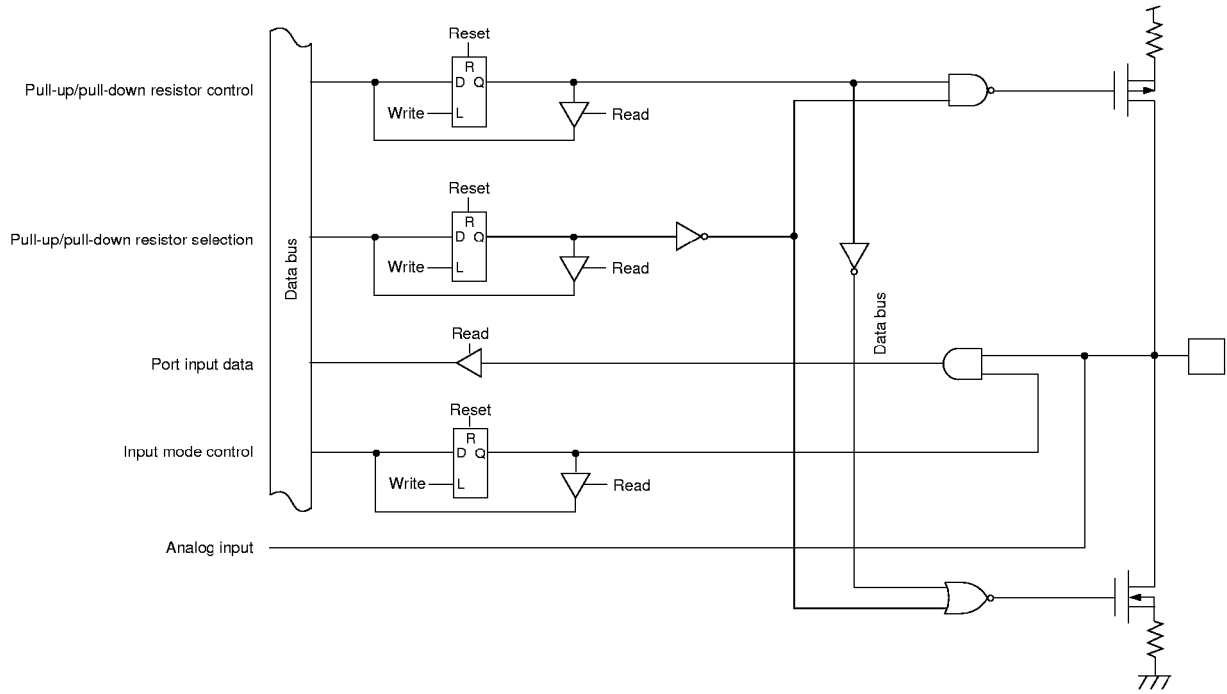 Reset
Pull-up/pull-down resistor control
R
D Q
Write
L
Read
Reset
Pull-up/pull-down resistor selection
R
D Q
Write
L
Read
Data bus
Data bus
Read
Port input data
Reset
R
Input mode control
D Q
Write
L
Read
Analog input